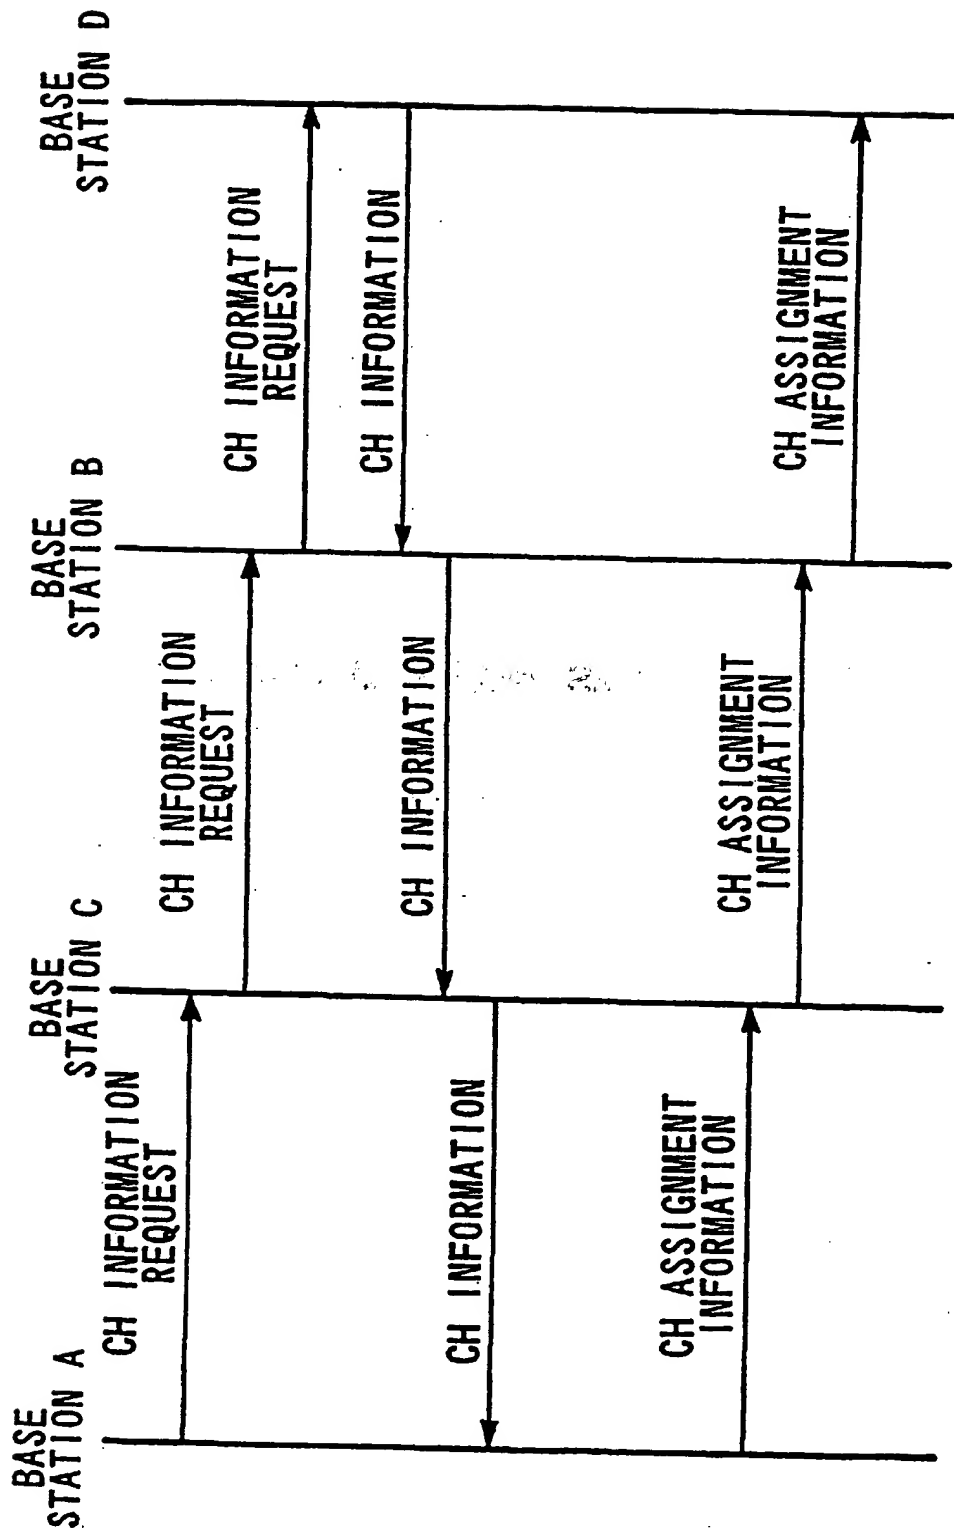 BASE
STATION A
BASE
STATION C
BASE
STATION B
BASE
STATION D
CH INFORMATION
REQUEST
CH INFORMATION
REQUEST
CH INFORMATION
REQUEST
CH INFORMATION
CH INFORMATION
CH INFORMATION
CH ASSIGNMENT
INFORMATION
CH ASSIGNMENT
INFORMATION
CH ASSIGNMENT
INFORMATION